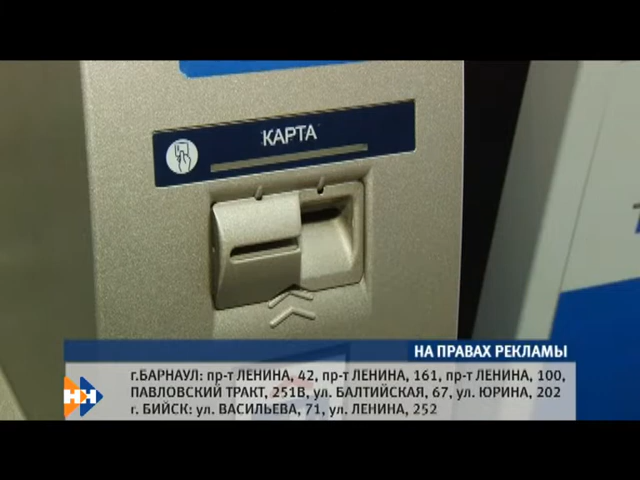 КАРТА
НА ПРАВАХ РЕКЛАМЫ
г.БАРНАУЛ: пр-т ЛЕНИНА, 42, пр-т ЛЕНИНА, 161, пр-т ЛЕНИНА, 100,
ПАВЛОВСКИЙ ТРАКТ, 251В, ул. БАЛТИЙСКАЯ, 67, ул. ЮРИНА, 202
г. БИЙСК: ул. ВАСИЛЬЕВА, 71, ул. ЛЕНИНА, 252
НН